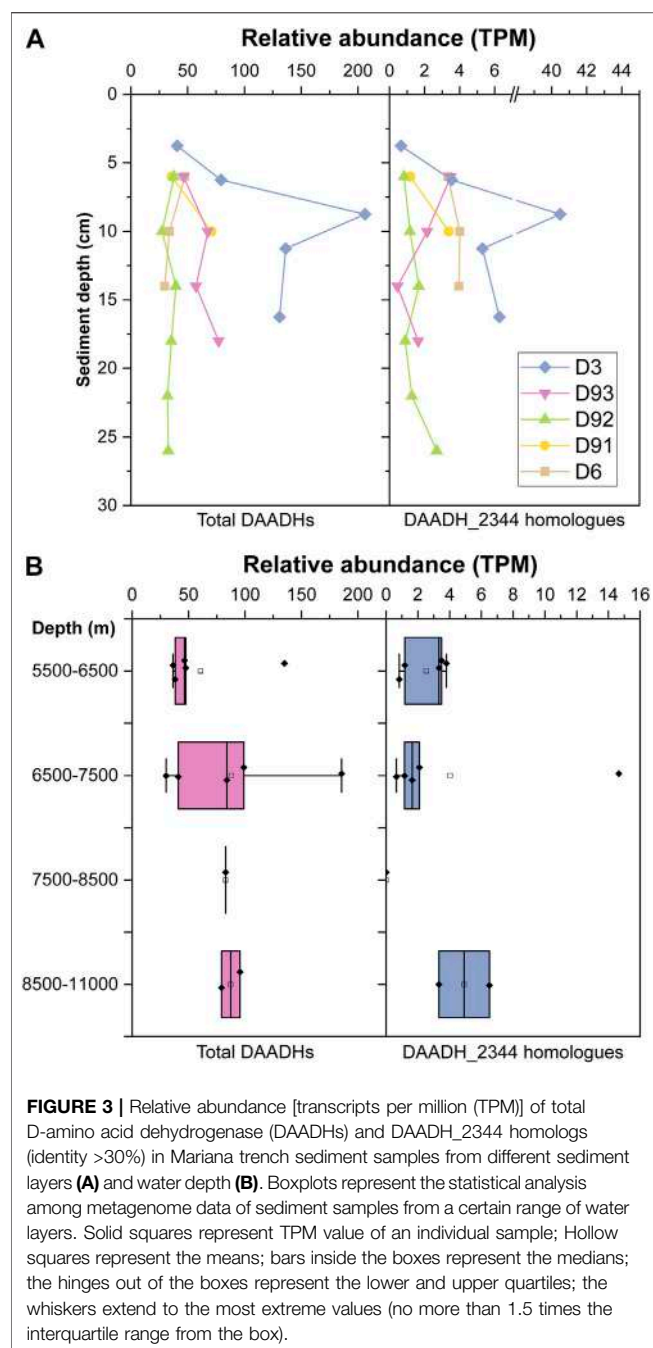 A
Relative abundance (TPM)
0 50 100 150 200 0 2 4 6 40 42 44
0
5
10
15
20
25
30
Sediment depth (cm)
D3
D93
D92
D91
D6
Total DAADHs DAADH_2344 homologues
B
Relative abundance (TPM)
0 50 100 150 200 0 2 4 6 8 10 12 14 16
Depth (m)
5500-6500
6500-7500
7500-8500
8500-11000
Total DAADHs DAADH_2344 homologues
FIGURE 3 | Relative abundance [transcripts per million (TPM)] of total
D-amino acid dehydrogenase (DAADHs) and DAADH_2344 homologs
(identity >30%) in Mariana trench sediment samples from different sediment
layers (A) and water depth (B). Boxplots represent the statistical analysis
among metagenome data of sediment samples from a certain range of water
layers. Solid squares represent TPM value of an individual sample; Hollow
squares represent the means; bars inside the boxes represent the medians;
the hinges out of the boxes represent the lower and upper quartiles; the
whiskers extend to the most extreme values (no more than 1.5 times the
interquartile range from the box).